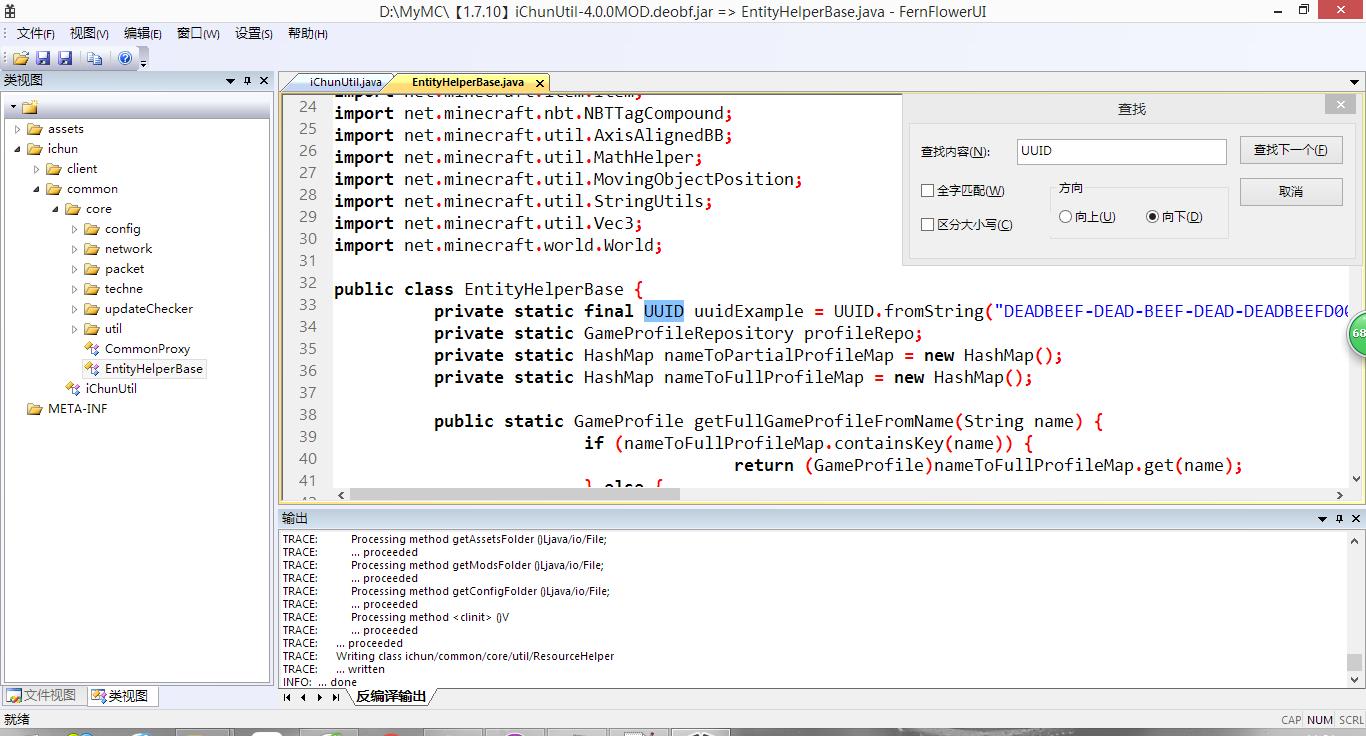 D:\MyMC\【1.7.10】iChunUtil-4.0.0MOD.deobf.jar => EntityHelperBase.java - FernFlowerUI
文件(F) 视图(V) 编辑(E) 窗口(W) 设置(S) 帮助(H)
类视图
assets
ichun
client
common
core
config
network
packet
techne
updateChecker
util
CommonProxy
EntityHelperBase
iChunUtil
META-INF
文件视图 类视图
iChunUtil.java EntityHelperBase.java
24 import net.minecraft.nbt.NBTTagCompound;
25 import net.minecraft.util.AxisAlignedBB;
26 import net.minecraft.util.MathHelper;
27 import net.minecraft.util.MovingObjectPosition;
28 import net.minecraft.util.StringUtils;
29 import net.minecraft.util.Vec3;
30 import net.minecraft.world.World;
31
32 public class EntityHelperBase {
33 private static final UUID uuidExample = UUID.fromString("DEADBEEF-DEAD-BEEF-DEAD-DEADBEEFD00
34 private static GameProfileRepository profileRepo;
35 private static HashMap nameToPartialProfileMap = new HashMap();
36 private static HashMap nameToFullProfileMap = new HashMap();
37
38 public static GameProfile getFullGameProfileFromName(String name) {
39 if (nameToFullProfileMap.containsKey(name)) {
40 return (GameProfile)nameToFullProfileMap.get(name);
41 } else {
查找
查找内容(N): UUID 查找下一个(F)
全字匹配(W) 方向 取消
区分大小写(C) 向上(U) 向下(D)
68
输出
TRACE: Processing method getAssetsFolder ()Ljava/io/File;
TRACE: ... proceeded
TRACE: Processing method getModsFolder ()Ljava/io/File;
TRACE: ... proceeded
TRACE: Processing method getConfigFolder ()Ljava/io/File;
TRACE: ... proceeded
TRACE: Processing method <clinit> ()V
TRACE: ... proceeded
TRACE: ... proceeded
TRACE: Writing class ichun/common/core/util/ResourceHelper
TRACE: ... written
INFO: ... done
反编译输出
就绪 CAP NUM SCRL